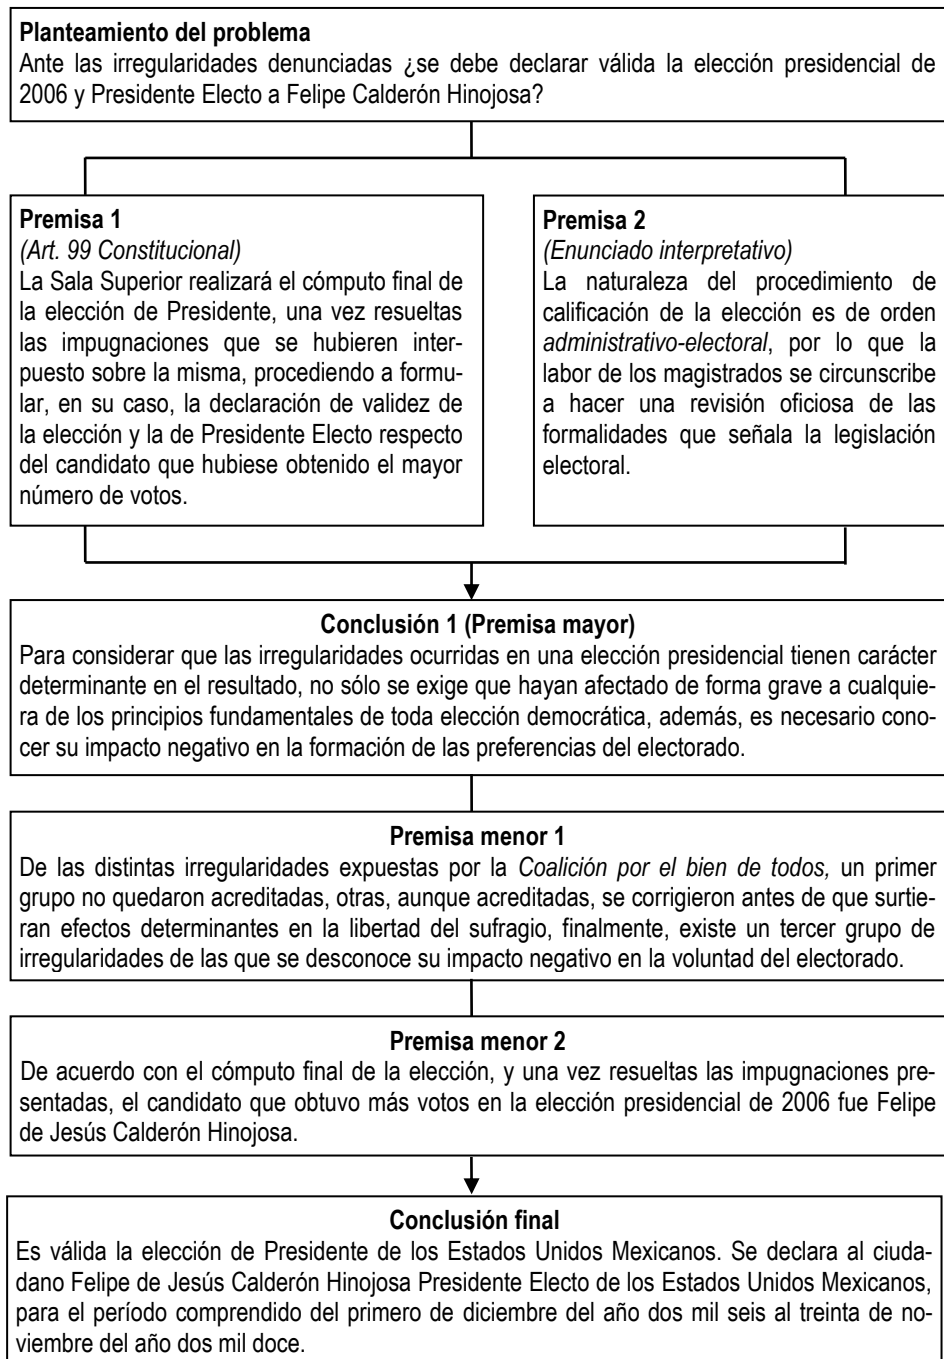 Planteamiento del problema
Ante las irregularidades denunciadas ¿se debe declarar válida la elección presidencial de
2006 y Presidente Electo a Felipe Calderón Hinojosa?
Premisa 1
(Art. 99 Constitucional)
La Sala Superior realizará el cómputo final de
la elección de Presidente, una vez resueltas
las impugnaciones que se hubieren inter-
puesto sobre la misma, procediendo a formu-
lar, en su caso, la declaración de validez de
la elección y la de Presidente Electo respecto
del candidato que hubiese obtenido el mayor
número de votos.
Premisa 2
(Enunciado interpretativo)
La naturaleza del procedimiento de
calificación de la elección es de orden
administrativo-electoral, por lo que la
labor de los magistrados se circunscribe
a hacer una revisión oficiosa de las
formalidades que señala la legislación
electoral.
Conclusión 1 (Premisa mayor)
Para considerar que las irregularidades ocurridas en una elección presidencial tienen carácter
determinante en el resultado, no sólo se exige que hayan afectado de forma grave a cualquie-
ra de los principios fundamentales de toda elección democrática, además, es necesario cono-
cer su impacto negativo en la formación de las preferencias del electorado.
Premisa menor 1
De las distintas irregularidades expuestas por la Coalición por el bien de todos, un primer
grupo no quedaron acreditadas, otras, aunque acreditadas, se corrigieron antes de que surtie-
ran efectos determinantes en la libertad del sufragio, finalmente, existe un tercer grupo de
irregularidades de las que se desconoce su impacto negativo en la voluntad del electorado.
Premisa menor 2
De acuerdo con el cómputo final de la elección, y una vez resueltas las impugnaciones pre-
sentadas, el candidato que obtuvo más votos en la elección presidencial de 2006 fue Felipe
de Jesús Calderón Hinojosa.
Conclusión final
Es válida la elección de Presidente de los Estados Unidos Mexicanos. Se declara al ciuda-
dano Felipe de Jesús Calderón Hinojosa Presidente Electo de los Estados Unidos Mexicanos,
para el período comprendido del primero de diciembre del año dos mil seis al treinta de no-
viembre del año dos mil doce.